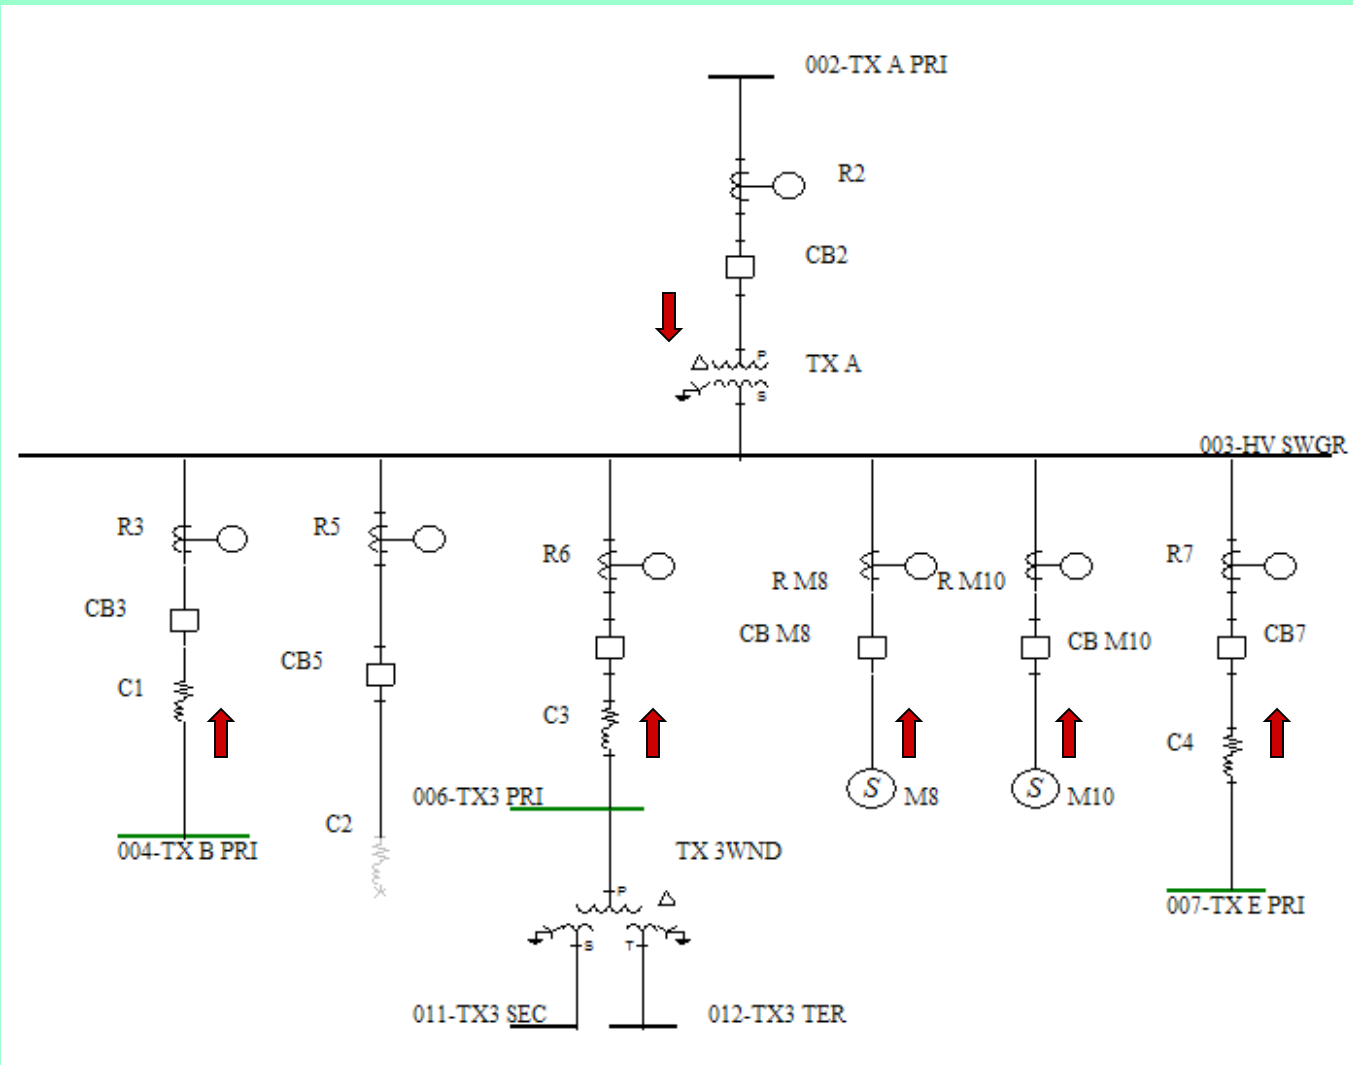 002-TX A PRI
R2
CB2
P
TX A
S
003-HV SWGR
R3
R5
R6
R M8
R M10
R7
CB3
CB5
CB M8
CB M10
CB7
C1
C3
C4
006-TX3 PRI
S M8
S M10
C2
004-TX B PRI
TX 3WND
P
007-TX E PRI
S
T
011-TX3 SEC
012-TX3 TER